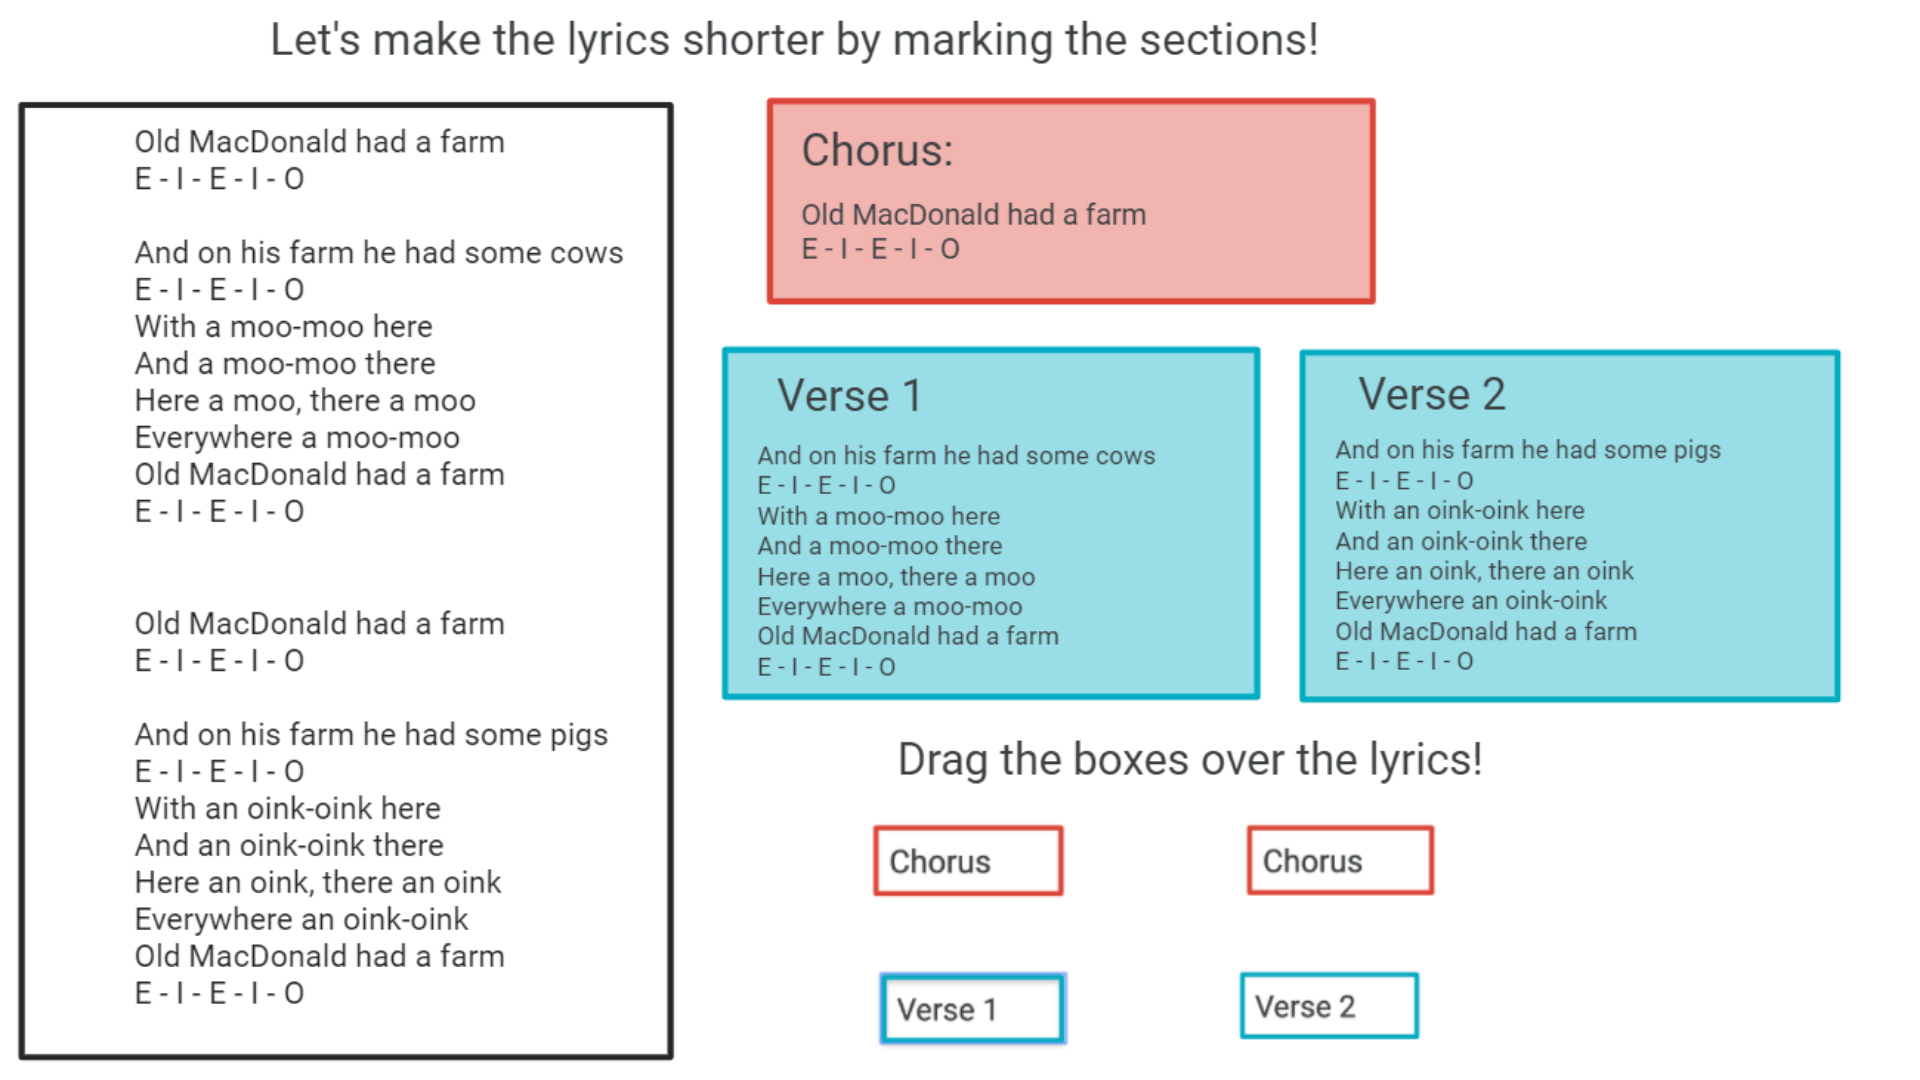 Let's make the lyrics shorter by marking the sections!
Old MacDonald had a farm
E - I - E - I - O
And on his farm he had some cows
E - I - E - I - O
With a moo-moo here
And a moo-moo there
Here a moo, there a moo
Everywhere a moo-moo
Old MacDonald had a farm
E - I - E - I - O
Old MacDonald had a farm
E - I - E - I - O
And on his farm he had some pigs
E - I - E - I - O
With an oink-oink here
And an oink-oink there
Here an oink, there an oink
Everywhere an oink-oink
Old MacDonald had a farm
E - I - E - I - O
Chorus:
Old MacDonald had a farm
E - I - E - I - O
Verse 1
And on his farm he had some cows
E - I - E - I - O
With a moo-moo here
And a moo-moo there
Here a moo, there a moo
Everywhere a moo-moo
Old MacDonald had a farm
E - I - E - I - O
Verse 2
And on his farm he had some pigs
E - I - E - I - O
With an oink-oink here
And an oink-oink there
Here an oink, there an oink
Everywhere an oink-oink
Old MacDonald had a farm
E - I - E - I - O
Drag the boxes over the lyrics!
Chorus
Chorus
Verse 1
Verse 2